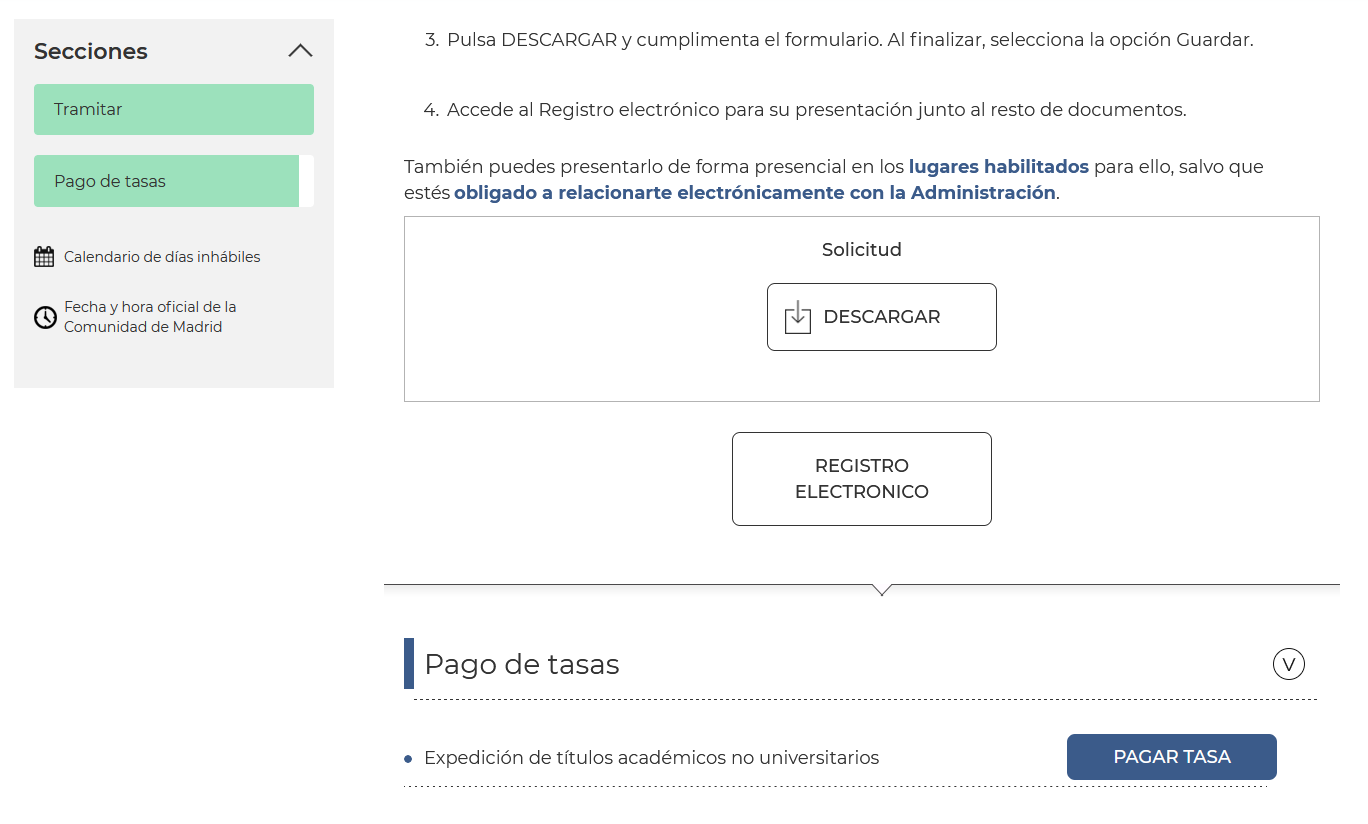 Secciones
Tramitar
Pago de tasas
Calendario de días inhábiles
Fecha y hora oficial de la
Comunidad de Madrid
3. Pulsa DESCARGAR y cumplimenta el formulario. Al finalizar, selecciona la opción Guardar.
4. Accede al Registro electrónico para su presentación junto al resto de documentos.
También puedes presentarlo de forma presencial en los lugares habilitados para ello, salvo que
estés obligado a relacionarte electrónicamente con la Administración.
Solicitud
DESCARGAR
REGISTRO
ELECTRONICO
Pago de tasas
V
Expedición de títulos académicos no universitarios
PAGAR TASA